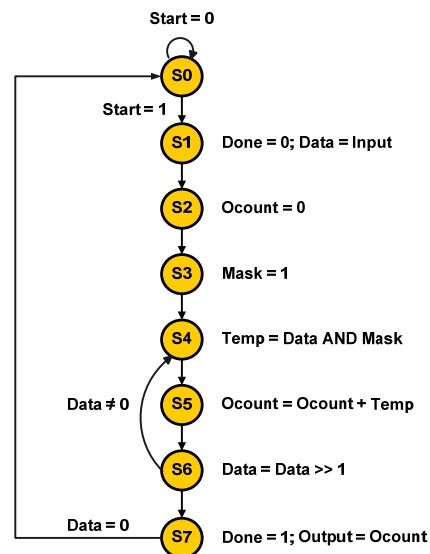 Start = 0
S0
Start = 1
S1 Done = 0; Data = Input
S2 Ocount = 0
S3 Mask = 1
S4 Temp = Data AND Mask
Data ≠ 0
S5 Ocount = Ocount + Temp
S6 Data = Data >> 1
Data = 0
S7 Done = 1; Output = Ocount